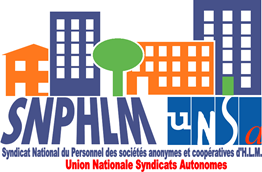 SNPHLM
uNSa
Syndicat National du Personnel des sociétés anonymes et coopératives d'H.L.M.
Union Nationale Syndicats Autonomes